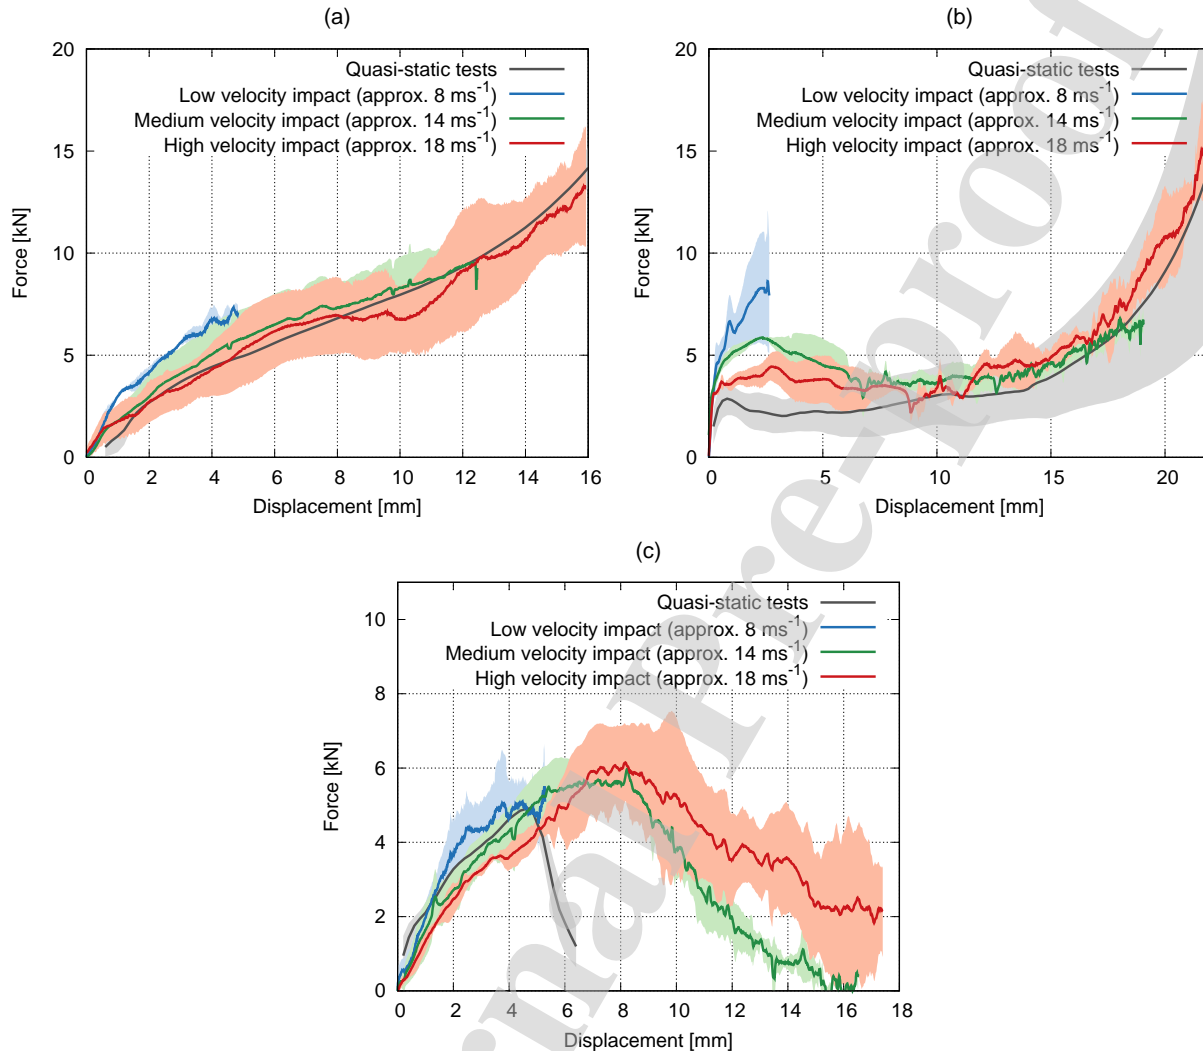 (a)
20
15
10
5
0
Force [kN]
Quasi-static tests
Low velocity impact (approx. 8 ms⁻¹)
Medium velocity impact (approx. 14 ms⁻¹)
High velocity impact (approx. 18 ms⁻¹)
0 2 4 6 8 10 12 14 16
Displacement [mm]
(b)
20
15
10
5
0
Force [kN]
Quasi-static tests
Low velocity impact (approx. 8 ms⁻¹)
Medium velocity impact (approx. 14 ms⁻¹)
High velocity impact (approx. 18 ms⁻¹)
0 5 10 15 20
Displacement [mm]
(c)
10
8
6
4
2
0
Force [kN]
Quasi-static tests
Low velocity impact (approx. 8 ms⁻¹)
Medium velocity impact (approx. 14 ms⁻¹)
High velocity impact (approx. 18 ms⁻¹)
0 2 4 6 8 10 12 14 16 18
Displacement [mm]
Pre-proof